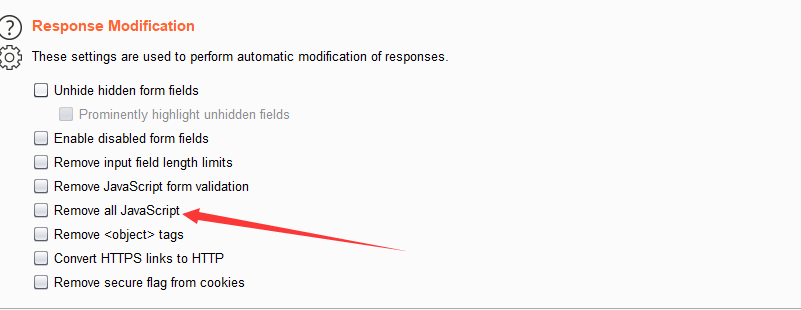 Response Modification
These settings are used to perform automatic modification of responses.
Unhide hidden form fields
Prominently highlight unhidden fields
Enable disabled form fields
Remove input field length limits
Remove JavaScript form validation
Remove all JavaScript
Remove <object> tags
Convert HTTPS links to HTTP
Remove secure flag from cookies